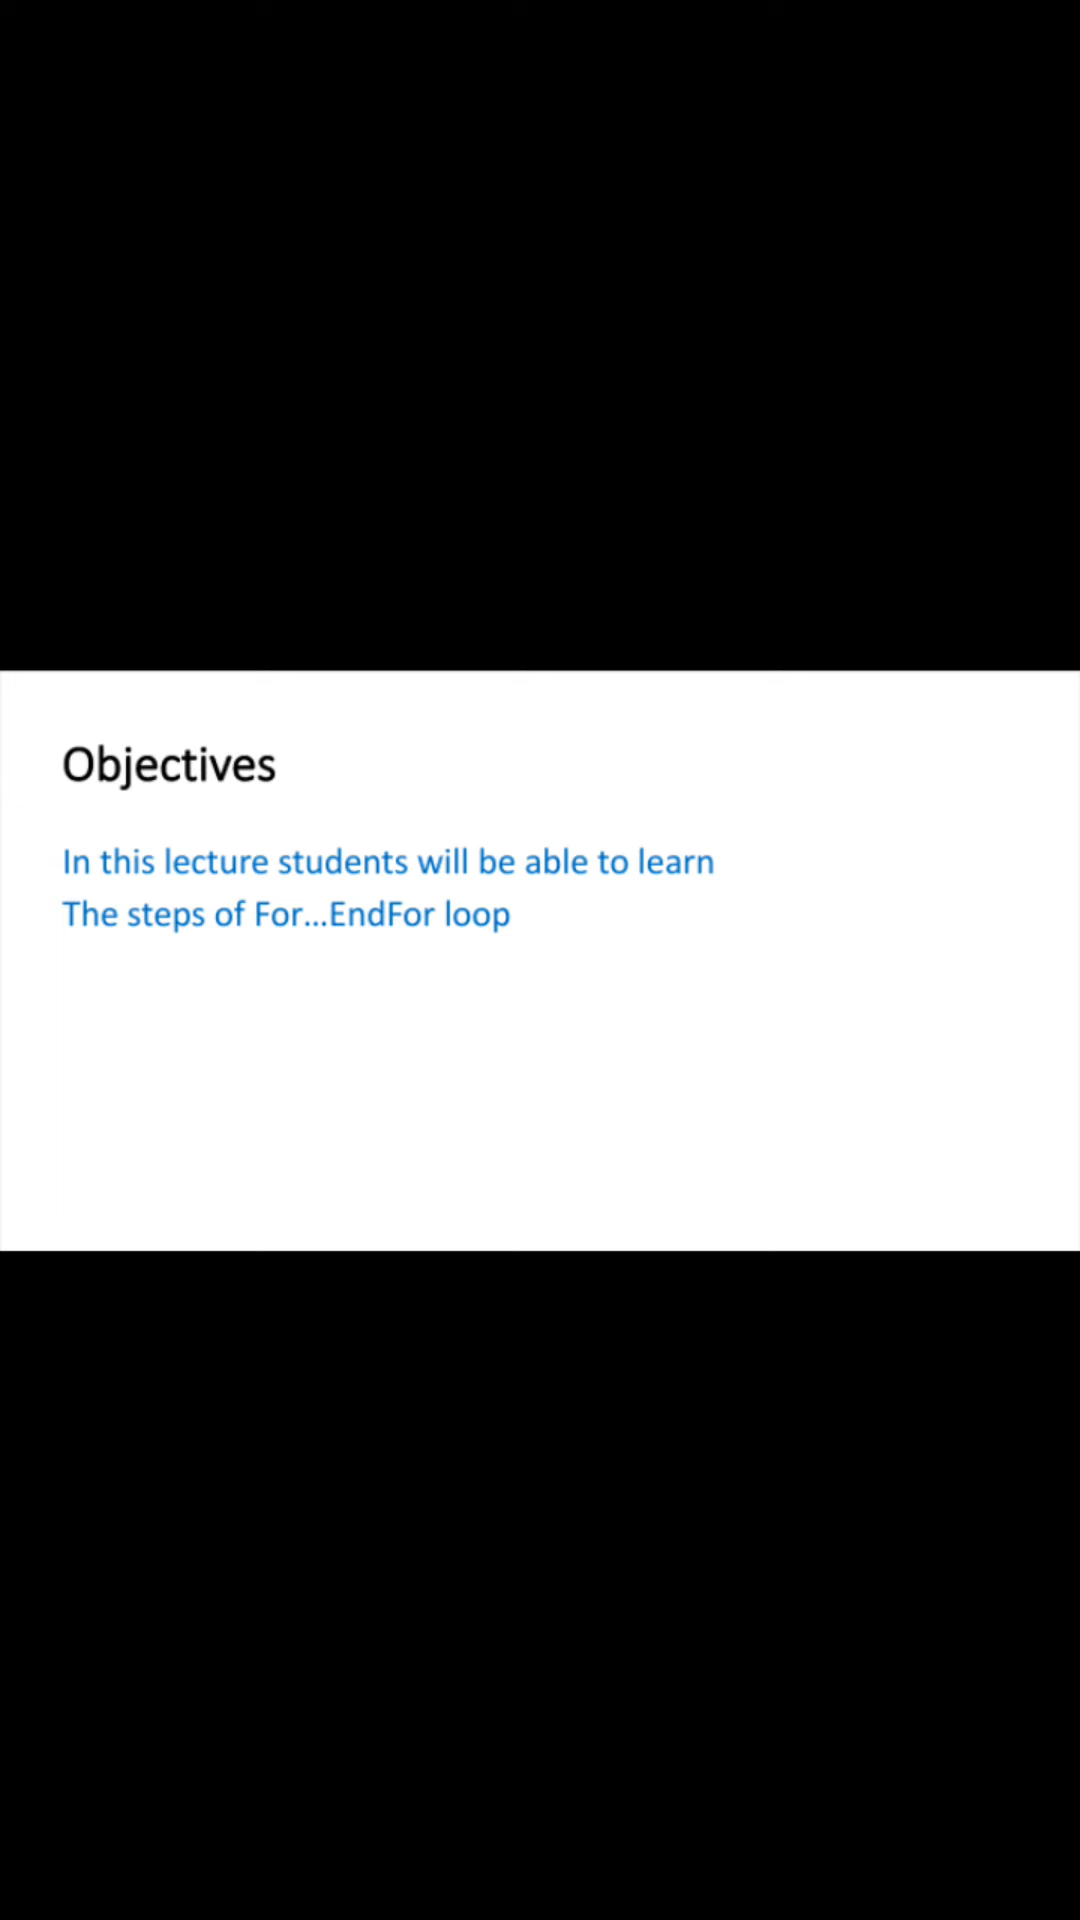 Objectives
In this lecture students will be able to learn
The steps of For...EndFor loop